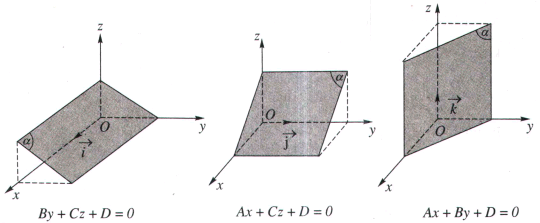 z
α
O
i
y
x
By + Cz + D = 0
z
α
O
j
y
x
Ax + Cz + D = 0
z
α
k
O
y
x
Ax + By + D = 0